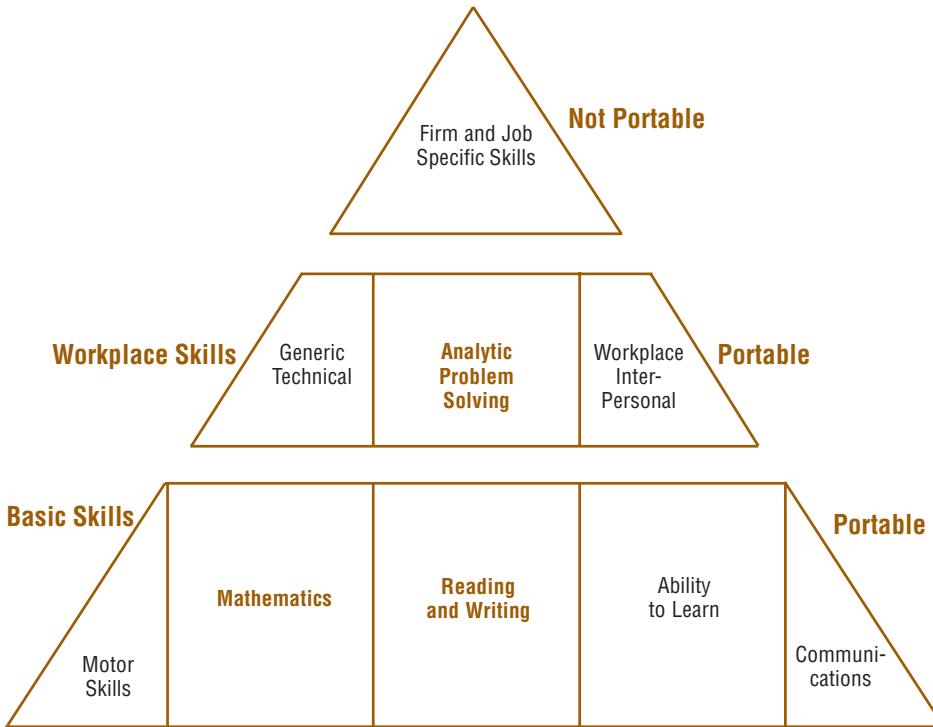 Not Portable
Firm and Job
Specific Skills
Workplace Skills
Generic
Technical
Analytic
Problem
Solving
Workplace
Inter-
Personal
Portable
Basic Skills
Portable
Motor
Skills
Mathematics
Reading
and Writing
Ability
to Learn
Communi-
cations